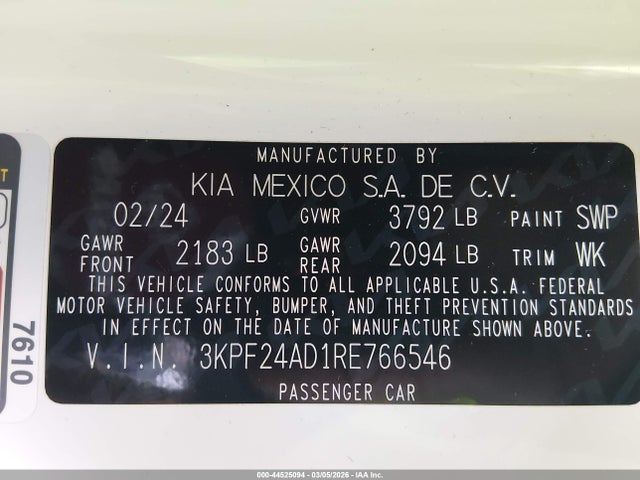 MANUFACTURED BY
KIA MEXICO S.A. DE C.V.
02/24 GVWR 3792 LB PAINT SWP
GAWR FRONT 2183 LB GAWR REAR 2094 LB TRIM WK
THIS VEHICLE CONFORMS TO ALL APPLICABLE U.S.A. FEDERAL
MOTOR VEHICLE SAFETY, BUMPER, AND THEFT PREVENTION STANDARDS
IN EFFECT ON THE DATE OF MANUFACTURE SHOWN ABOVE.
V.I.N. 3KPF24AD1RE766546
PASSENGER CAR
7610
000-44525094 | 03/05/2026 | IAA Inc.